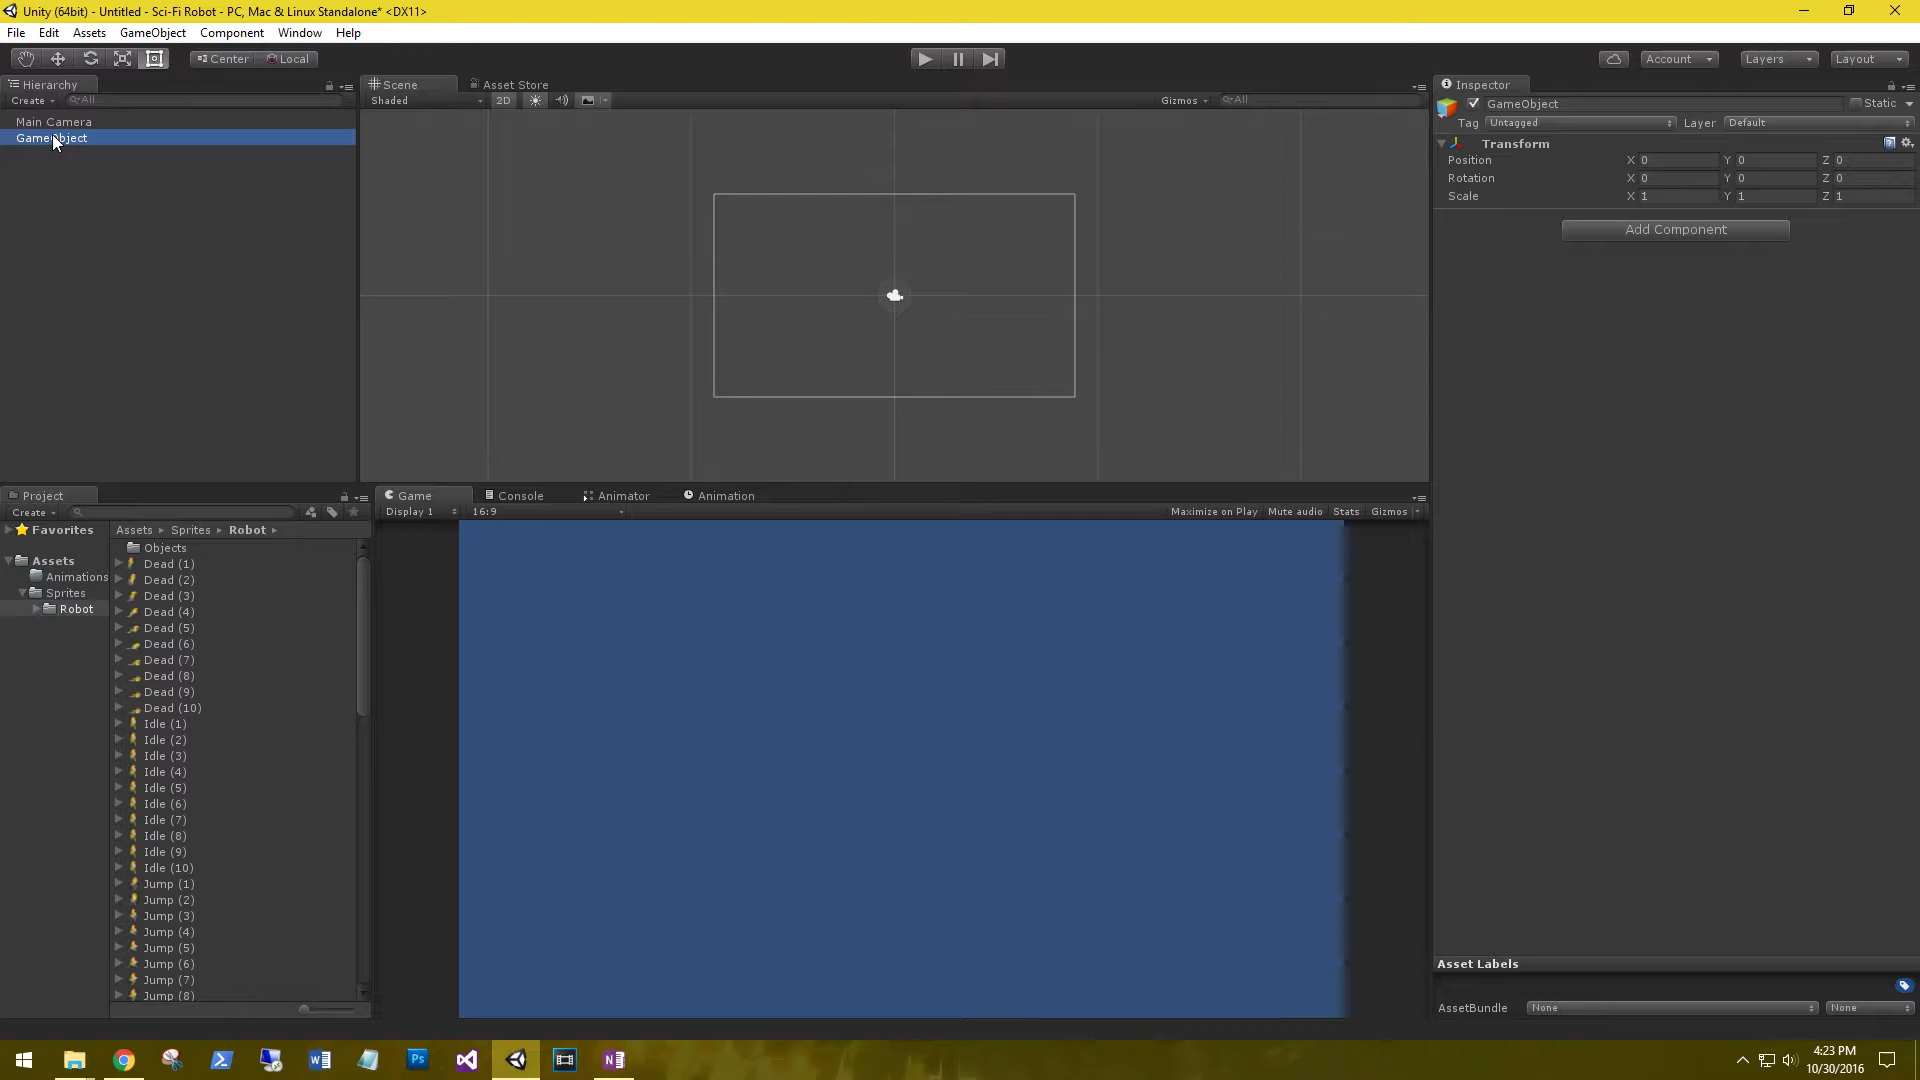 Unity (64bit) - Untitled - Sci-Fi Robot - PC, Mac & Linux Standalone* <DX11>
File Edit Assets GameObject Component Window Help
Center Local Account Layers Layout
Hierarchy
Create All
Main Camera
GameObject
Scene Asset Store
Shaded 2D Gizmos All
Inspector
GameObject Static
Tag Untagged Layer Default
Transform
Position X 0 Y 0 Z 0
Rotation X 0 Y 0 Z 0
Scale X 1 Y 1 Z 1
Add Component
Project
Create
Favorites
Assets
Animations
Sprites
Robot
Assets Sprites Robot
Objects
Dead (1)
Dead (2)
Dead (3)
Dead (4)
Dead (5)
Dead (6)
Dead (7)
Dead (8)
Dead (9)
Dead (10)
Idle (1)
Idle (2)
Idle (3)
Idle (4)
Idle (5)
Idle (6)
Idle (7)
Idle (8)
Idle (9)
Idle (10)
Jump (1)
Jump (2)
Jump (3)
Jump (4)
Jump (5)
Jump (6)
Jump (7)
Jump (8)
Game Console Animator Animation
Display 1 16:9 Maximize on Play Mute audio Stats Gizmos
Asset Labels
AssetBundle None None
Ps
4:23 PM
10/30/2016